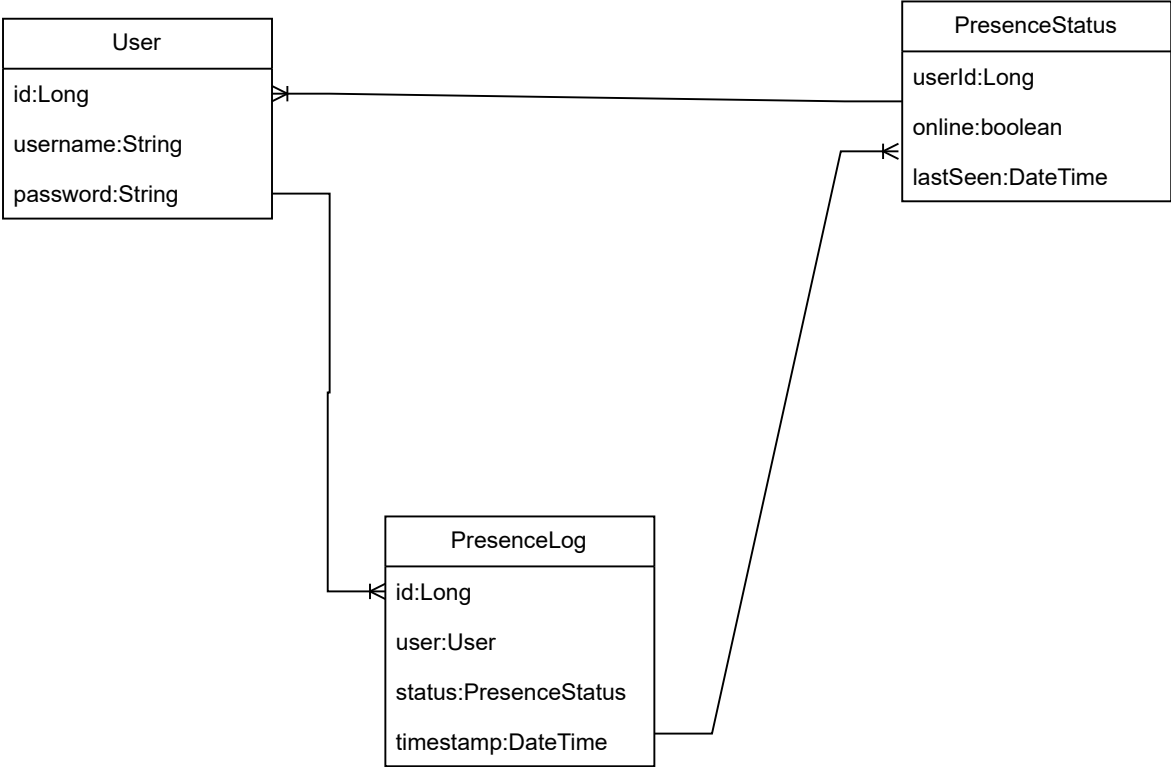 User
id:Long
username:String
password:String
PresenceStatus
userId:Long
online:boolean
lastSeen:DateTime
PresenceLog
id:Long
user:User
status:PresenceStatus
timestamp:DateTime